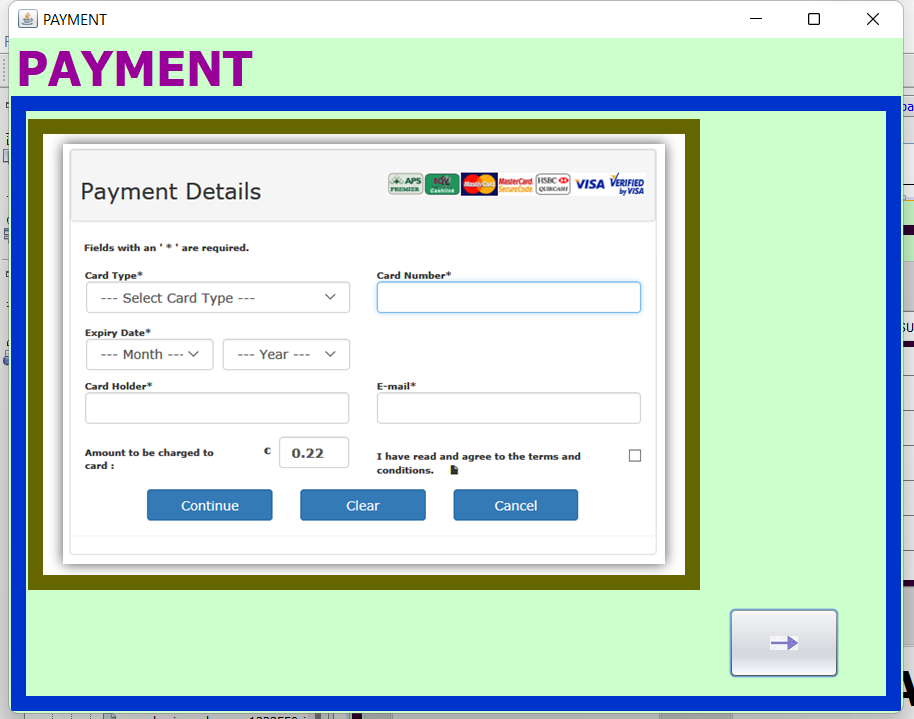 PAYMENT
PAYMENT
Payment Details
APS PREMIER
Cashlink
MasterCard
MasterCard SecureCode
HSBC QUIKCASH
VISA
VERIFIED by VISA
Fields with an ' * ' are required.
Card Type*
Card Number*
--- Select Card Type ---
Expiry Date*
--- Month ---
--- Year ---
Card Holder*
E-mail*
Amount to be charged to
card :
€
0.22
I have read and agree to the terms and
conditions.
Continue
Clear
Cancel